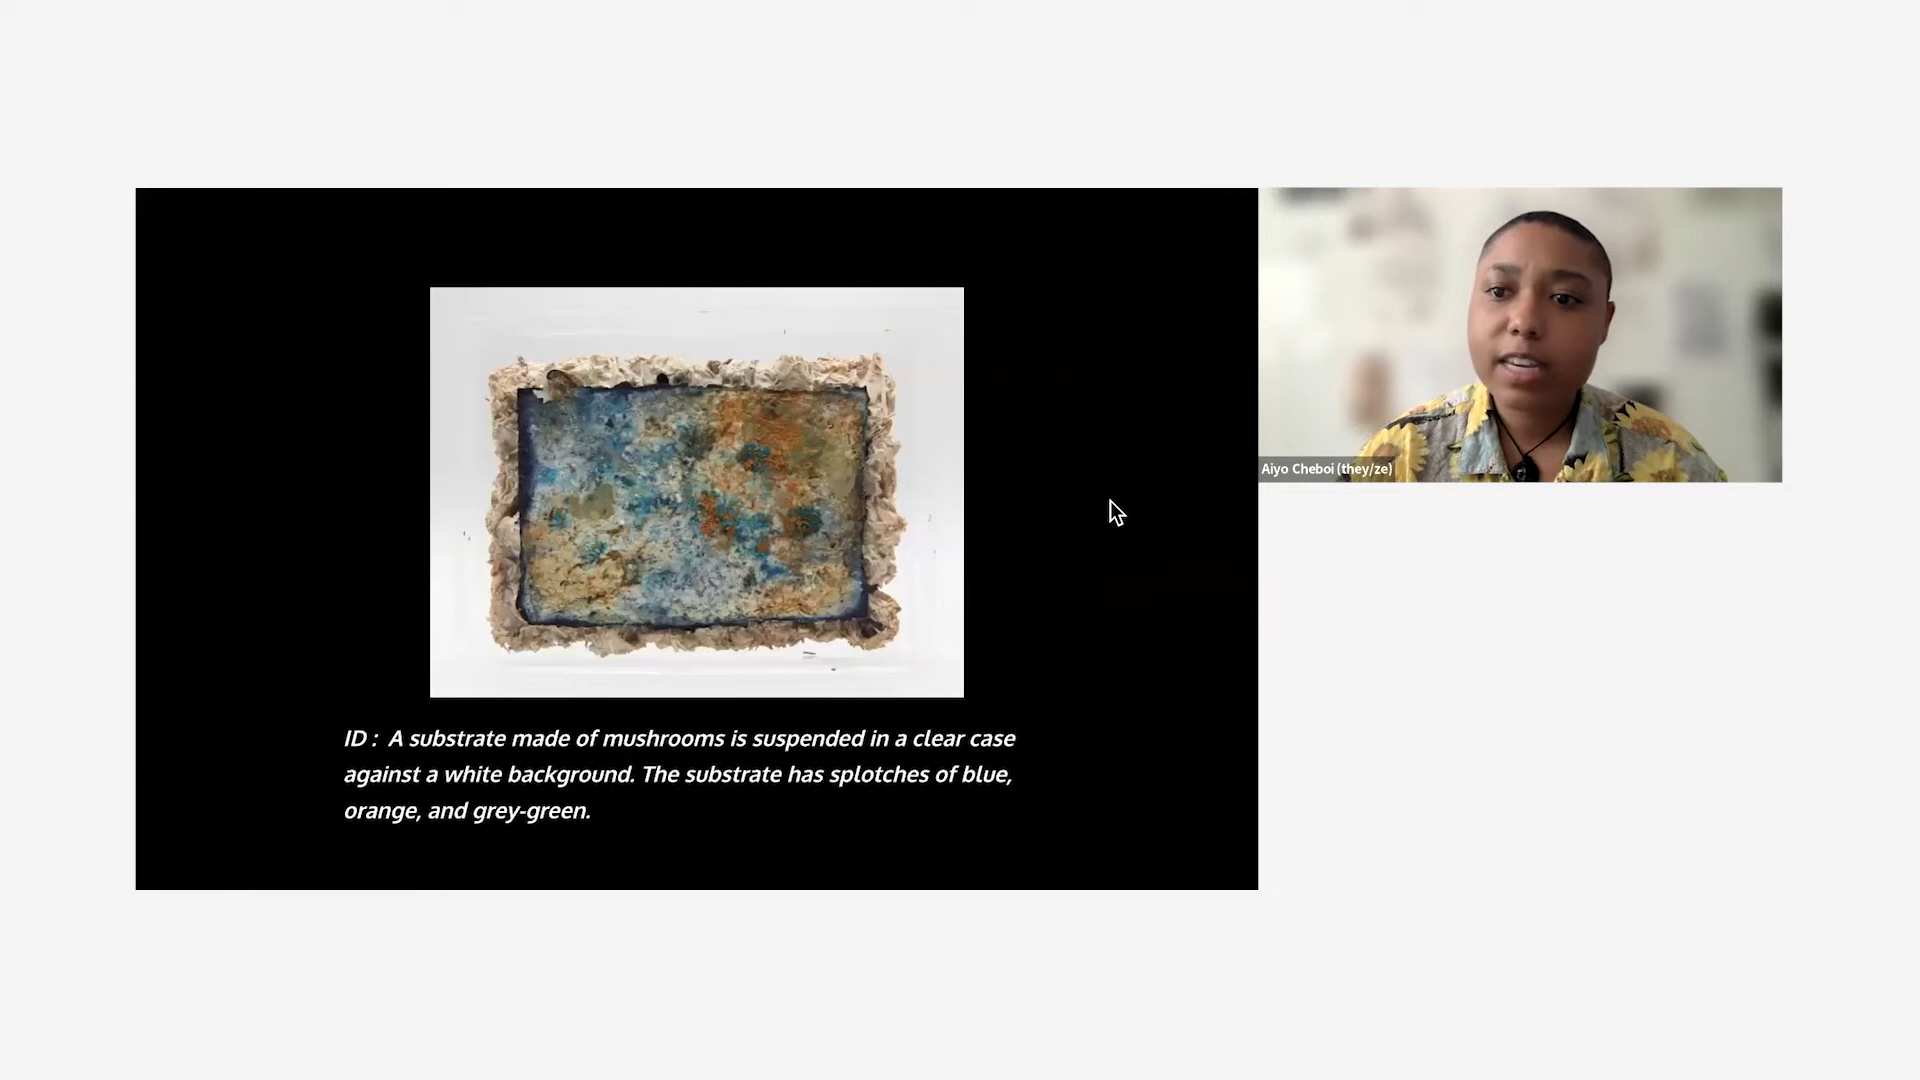 Aiyo Cheboi (they/ze)
ID : A substrate made of mushrooms is suspended in a clear case
against a white background. The substrate has splotches of blue,
orange, and grey-green.